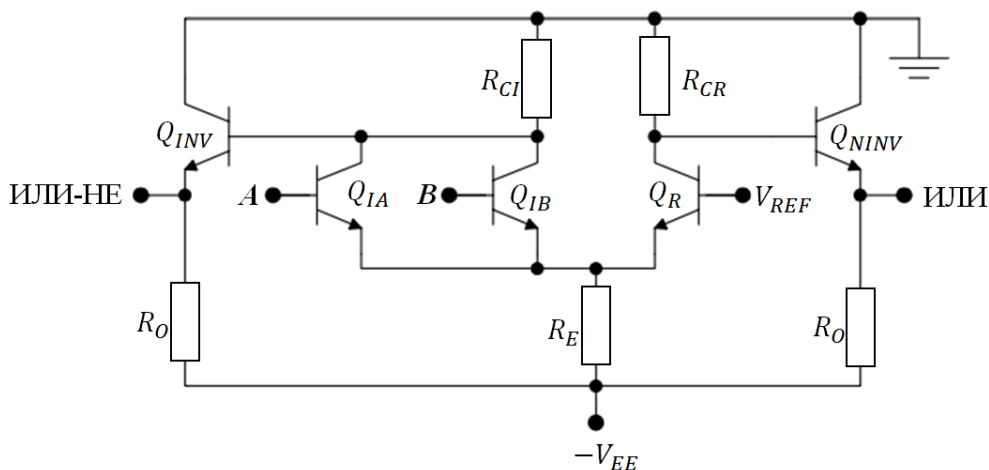 R_CI
R_CR
Q_INV
Q_NINV
ИЛИ-НЕ
A
Q_IA
B
Q_IB
Q_R
V_REF
ИЛИ
R_O
R_E
R_O
−V_EE